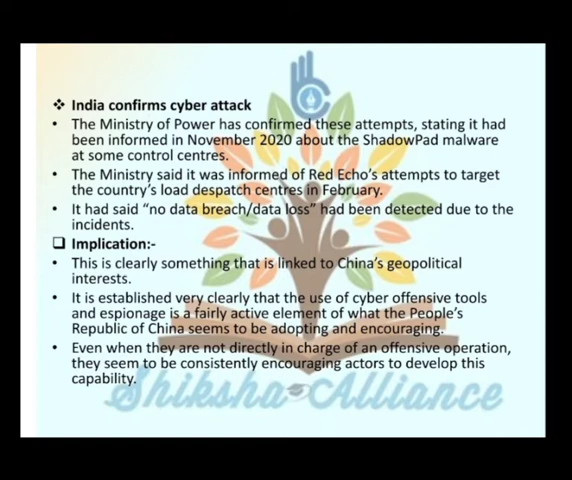 ❖ India confirms cyber attack
• The Ministry of Power has confirmed these attempts, stating it had
been informed in November 2020 about the ShadowPad malware
at some control centres.
• The Ministry said it was informed of Red Echo's attempts to target
the country's load despatch centres in February.
• It had said “no data breach/data loss” had been detected due to the
incidents.
❑ Implication:-
• This is clearly something that is linked to China's geopolitical
interests.
• It is established very clearly that the use of cyber offensive tools
and espionage is a fairly active element of what the People's
Republic of China seems to be adopting and encouraging.
• Even when they are not directly in charge of an offensive operation,
they seem to be consistently encouraging actors to develop this
capability.
Shiksha Alliance